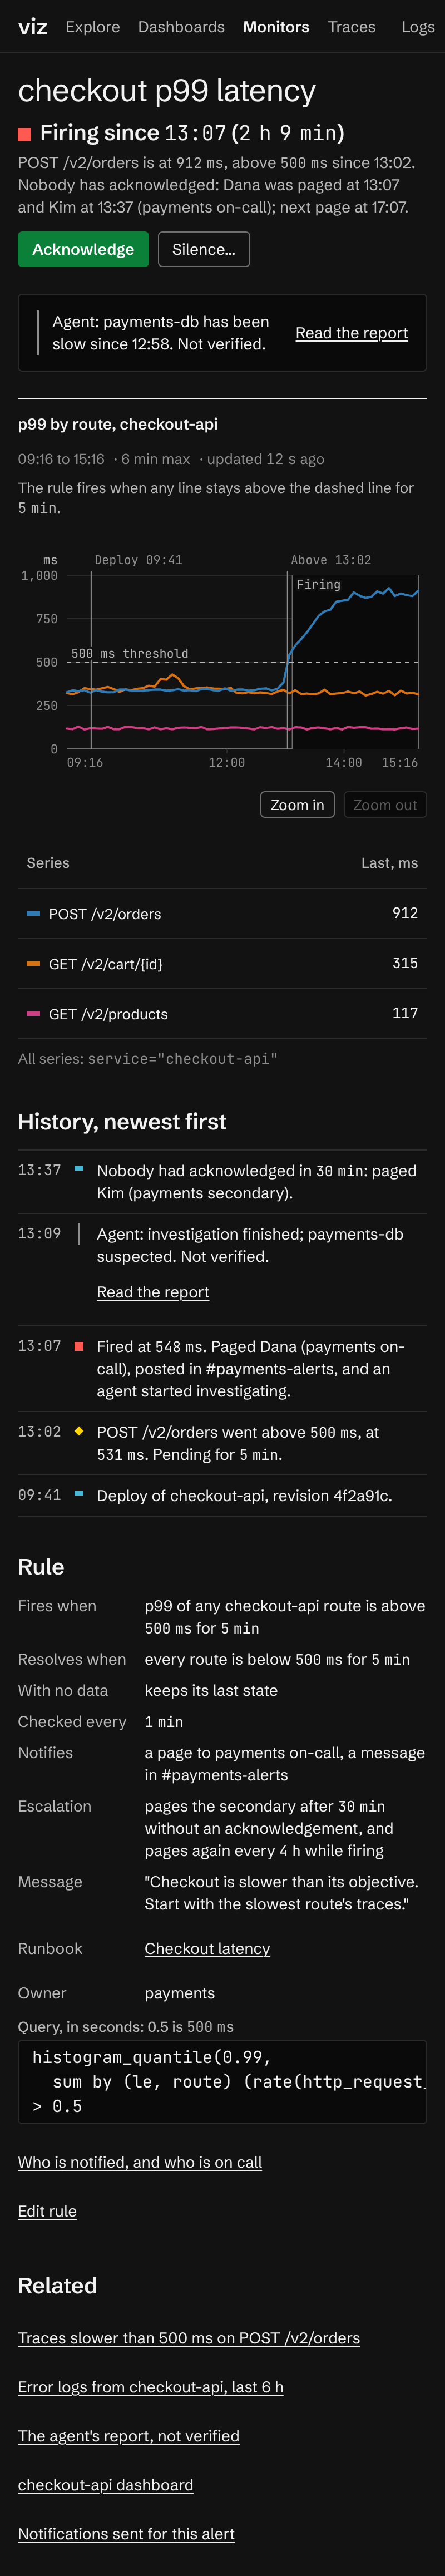 viz Explore Dashboards Monitors Traces Logs
checkout p99 latency
Firing since 13:07 (2 h 9 min)
POST /v2/orders is at 912 ms, above 500 ms since 13:02.
Nobody has acknowledged: Dana was paged at 13:07
and Kim at 13:37 (payments on-call); next page at 17:07.
Acknowledge Silence...
Agent: payments-db has been
slow since 12:58. Not verified.
Read the report
p99 by route, checkout-api
09:16 to 15:16 · 6 min max · updated 12 s ago
The rule fires when any line stays above the dashed line for
5 min.
ms Deploy 09:41 Above 13:02
1,000
Firing
750
500 ms threshold
500
250
0
09:16 12:00 14:00 15:16
Zoom in Zoom out
Series Last, ms
POST /v2/orders 912
GET /v2/cart/{id} 315
GET /v2/products 117
All series: service="checkout-api"
History, newest first
13:37 Nobody had acknowledged in 30 min: paged
Kim (payments secondary).
13:09 Agent: investigation finished; payments-db
suspected. Not verified.
Read the report
13:07 Fired at 548 ms. Paged Dana (payments on-
call), posted in #payments-alerts, and an
agent started investigating.
13:02 POST /v2/orders went above 500 ms, at
531 ms. Pending for 5 min.
09:41 Deploy of checkout-api, revision 4f2a91c.
Rule
Fires when p99 of any checkout-api route is above
500 ms for 5 min
Resolves when every route is below 500 ms for 5 min
With no data keeps its last state
Checked every 1 min
Notifies a page to payments on-call, a message
in #payments-alerts
Escalation pages the secondary after 30 min
without an acknowledgement, and
pages again every 4 h while firing
Message "Checkout is slower than its objective.
Start with the slowest route's traces."
Runbook Checkout latency
Owner payments
Query, in seconds: 0.5 is 500 ms
histogram_quantile(0.99,
sum by (le, route) (rate(http_request_
> 0.5
Who is notified, and who is on call
Edit rule
Related
Traces slower than 500 ms on POST /v2/orders
Error logs from checkout-api, last 6 h
The agent's report, not verified
checkout-api dashboard
Notifications sent for this alert